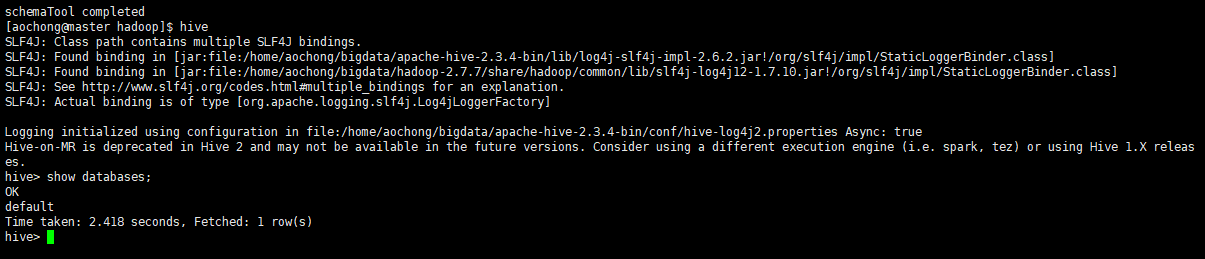 schemaTool completed
[aochong@master hadoop]$ hive
SLF4J: Class path contains multiple SLF4J bindings.
SLF4J: Found binding in [jar:file:/home/aochong/bigdata/apache-hive-2.3.4-bin/lib/log4j-slf4j-impl-2.6.2.jar!/org/slf4j/impl/StaticLoggerBinder.class]
SLF4J: Found binding in [jar:file:/home/aochong/bigdata/hadoop-2.7.7/share/hadoop/common/lib/slf4j-log4j12-1.7.10.jar!/org/slf4j/impl/StaticLoggerBinder.class]
SLF4J: See http://www.slf4j.org/codes.html#multiple_bindings for an explanation.
SLF4J: Actual binding is of type [org.apache.logging.slf4j.Log4jLoggerFactory]
Logging initialized using configuration in file:/home/aochong/bigdata/apache-hive-2.3.4-bin/conf/hive-log4j2.properties Async: true
Hive-on-MR is deprecated in Hive 2 and may not be available in the future versions. Consider using a different execution engine (i.e. spark, tez) or using Hive 1.X releas
es.
hive> show databases;
OK
default
Time taken: 2.418 seconds, Fetched: 1 row(s)
hive>